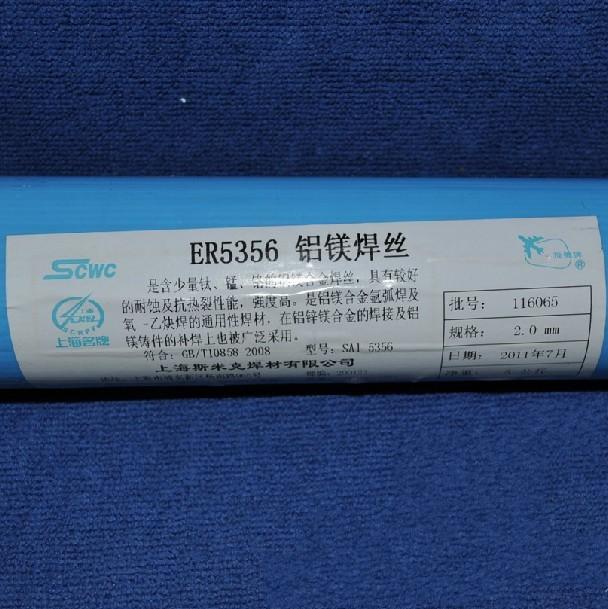 ER5356 铝镁焊丝
SCWC
是含少量钛、锰、铬的铝镁合金焊丝，具有较好
的耐蚀及抗热裂性能，强度高。是铝镁合金氩弧焊及
氧-乙炔焊的通用性焊材，在铝锌镁合金的焊接及铝
镁铸件的补焊上也被广泛采用。
上海名牌
符合：GB/T10858 2008 型号：SAl 5356
上海斯米克焊材有限公司
®
批号： 116065
规格： 2.0 mm
日期： 2011年7月
净重： 5 公斤